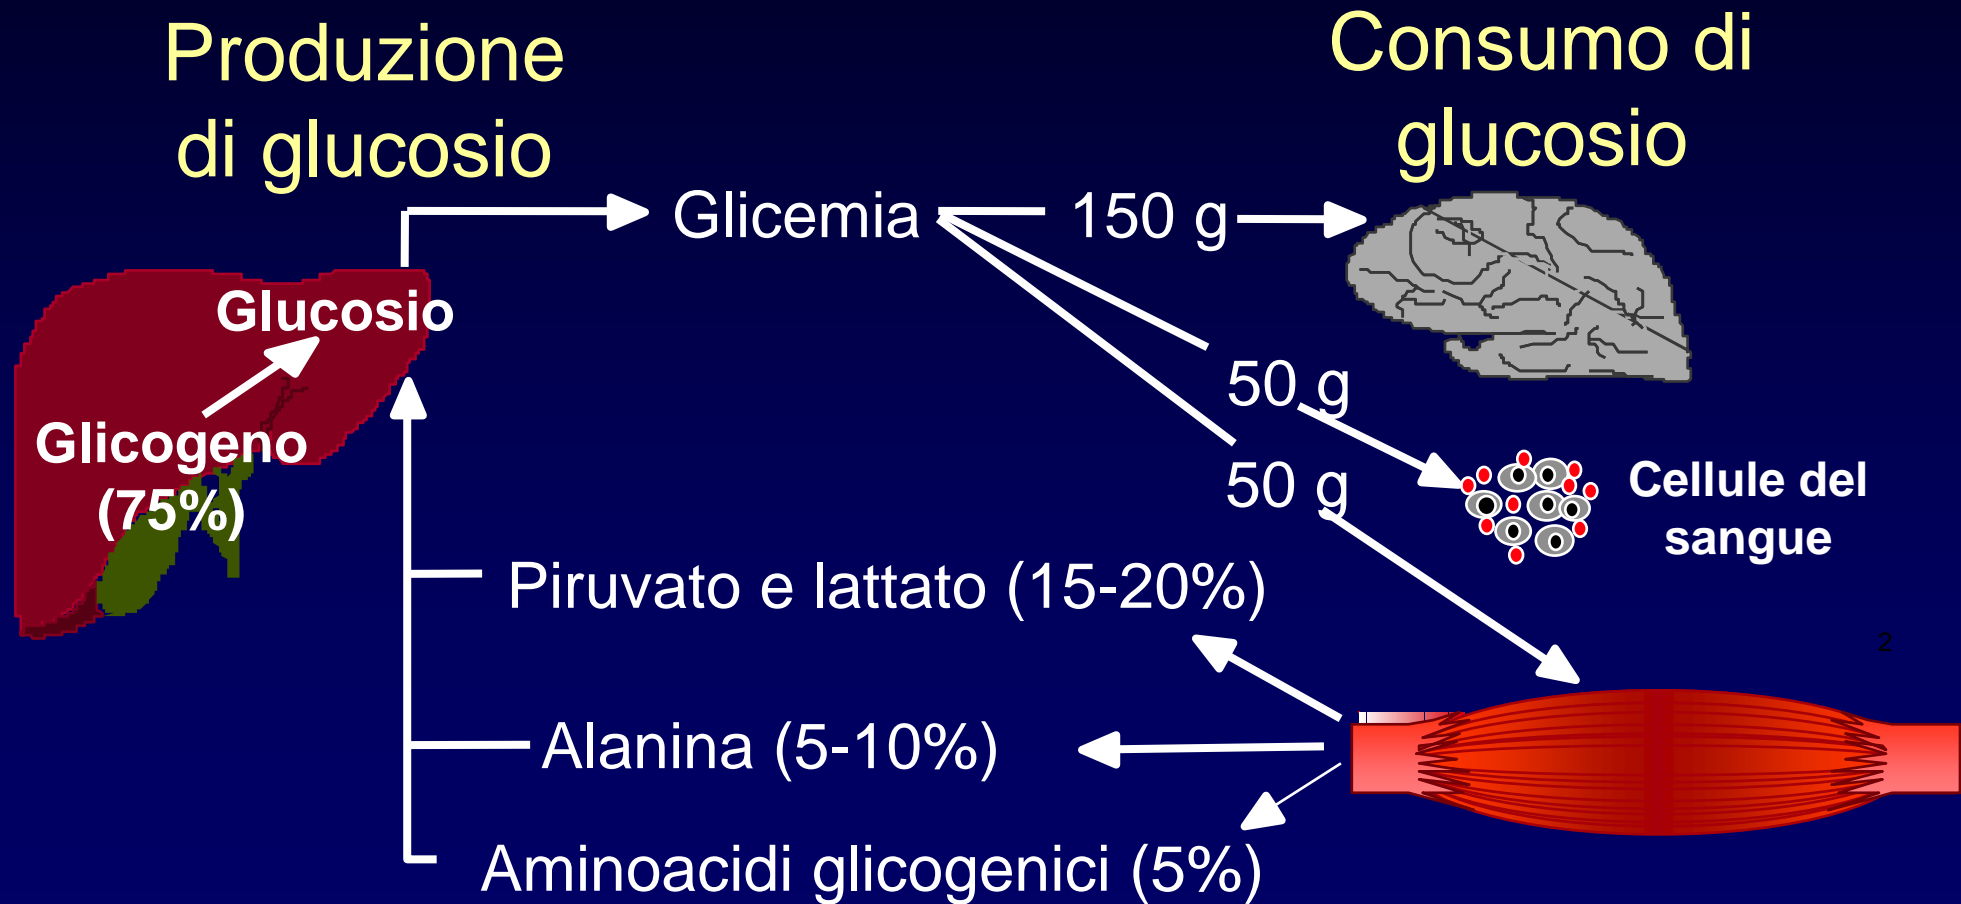 Produzione
di glucosio
Consumo di
glucosio
Glicemia
150 g
Glucosio
50 g
Glicogeno
(75%)
50 g
Cellule del
sangue
Piruvato e lattato (15-20%)
2
Alanina (5-10%)
Aminoacidi glicogenici (5%)